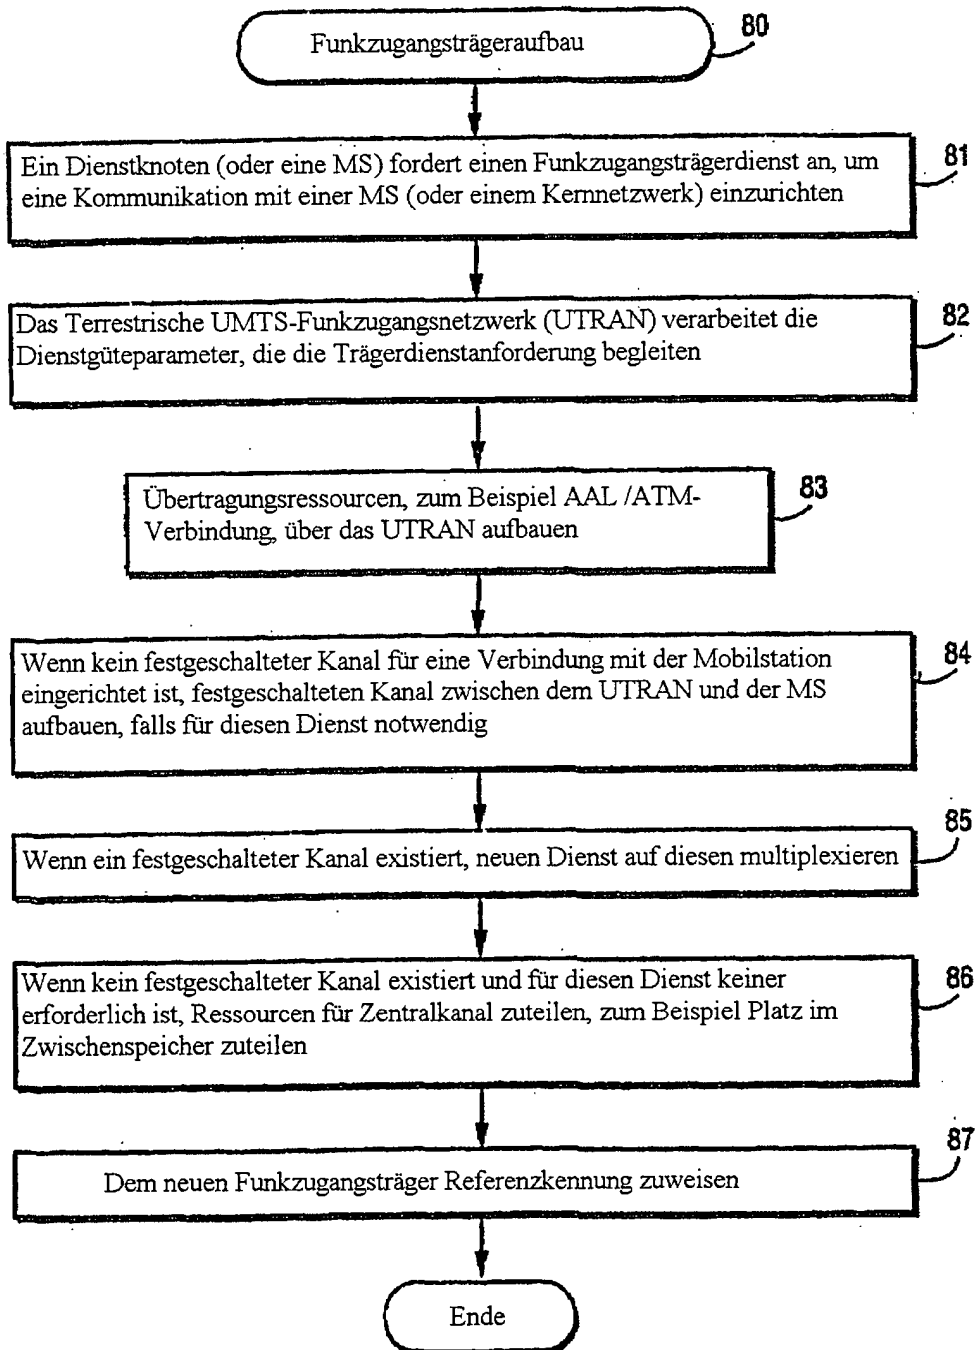 Funkzugangsträgeraufbau
80
Ein Dienstknoten (oder eine MS) fordert einen Funkzugangsträgerdienst an, um
eine Kommunikation mit einer MS (oder einem Kernnetzwerk) einzurichten
81
Das Terrestrische UMTS-Funkzugangsnetzwerk (UTRAN) verarbeitet die
Dienstgüteparameter, die die Trägerdienstanforderung begleiten
82
Übertragungsressourcen, zum Beispiel AAL /ATM-
Verbindung, über das UTRAN aufbauen
83
Wenn kein festgeschalteter Kanal für eine Verbindung mit der Mobilstation
eingerichtet ist, festgeschalteten Kanal zwischen dem UTRAN und der MS
aufbauen, falls für diesen Dienst notwendig
84
Wenn ein festgeschalteter Kanal existiert, neuen Dienst auf diesen multiplexieren
85
Wenn kein festgeschalteter Kanal existiert und für diesen Dienst keiner
erforderlich ist, Ressourcen für Zentralkanal zuteilen, zum Beispiel Platz im
Zwischenspeicher zuteilen
86
Dem neuen Funkzugangsträger Referenzkennung zuweisen
87
Ende